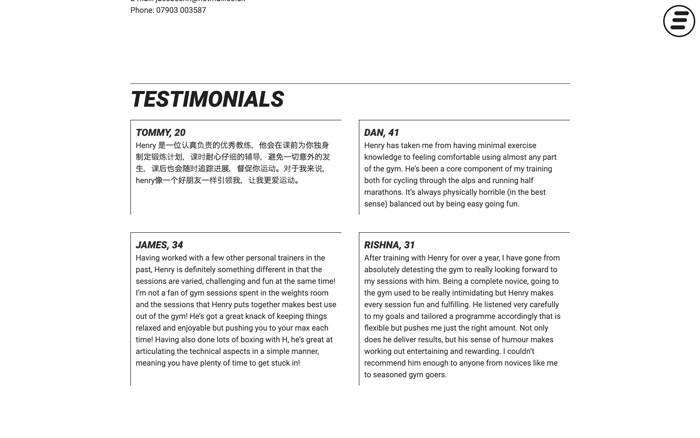 Phone: 07903 003587
TESTIMONIALS
TOMMY, 20
Henry 是一位认真负责的优秀教练，他会在课前为你独身
制定锻炼计划，课时耐心仔细的辅导，避免一切意外的发
生，课后也会随时追踪进展，督促你运动。对于我来说，
henry像一个好朋友一样引领我，让我更爱运动。
DAN, 41
Henry has taken me from having minimal exercise
knowledge to feeling comfortable using almost any part
of the gym. He's been a core component of my training
both for cycling through the alps and running half
marathons. It's always physically horrible (in the best
sense) balanced out by being easy going fun.
JAMES, 34
Having worked with a few other personal trainers in the
past, Henry is definitely something different in that the
sessions are varied, challenging and fun at the same time!
I'm not a fan of gym sessions spent in the weights room
and the sessions that Henry puts together makes best use
out of the gym! He's got a great knack of keeping things
relaxed and enjoyable but pushing you to your max each
time! Having also done lots of boxing with H, he's great at
articulating the technical aspects in a simple manner,
meaning you have plenty of time to get stuck in!
RISHNA, 31
After training with Henry for over a year, I have gone from
absolutely detesting the gym to really looking forward to
my sessions with him. Being a complete novice, going to
the gym used to be really intimidating but Henry makes
every session fun and fulfilling. He listened very carefully
to my goals and tailored a programme accordingly that is
flexible but pushes me just the right amount. Not only
does he deliver results, but his sense of humour makes
working out entertaining and rewarding. I couldn't
recommend him enough to anyone from novices like me
to seasoned gym goers.